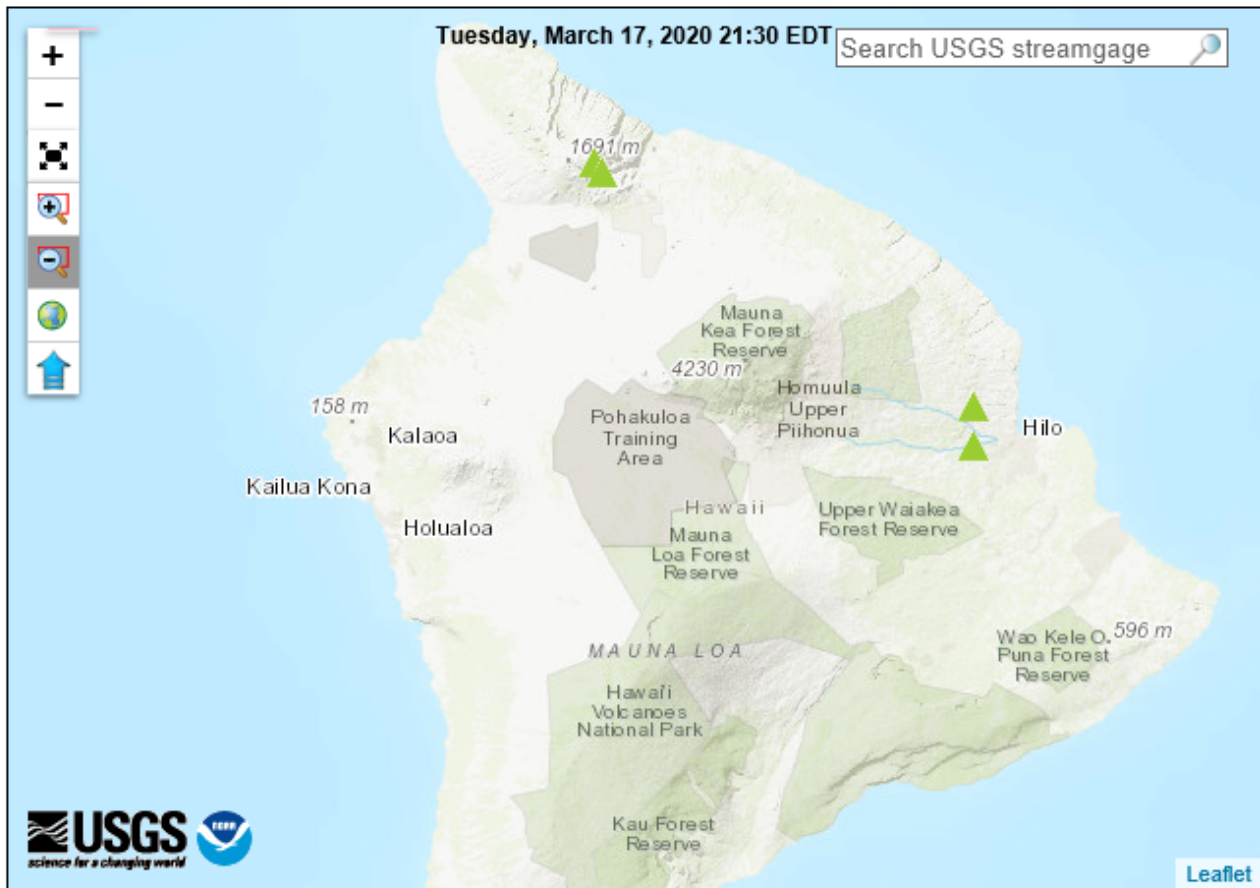 Tuesday, March 17, 2020 21:30 EDT
Search USGS streamgage
+
−
1691 m
Mauna
Kea Forest
Reserve
4230 m
Homuula
Upper
Piihonua
158 m
Kalaoa
Pohakuloa
Training
Area
Hilo
Kailua Kona
Holualoa
Hawaii
Upper Waiakea
Forest Reserve
Mauna
Loa Forest
Reserve
MAUNA LOA
Wao Kele O
Puna Forest
Reserve
596 m
Hawai'i
Volcanoes
National Park
Kau Forest
Reserve
USGS
science for a changing world
Leaflet